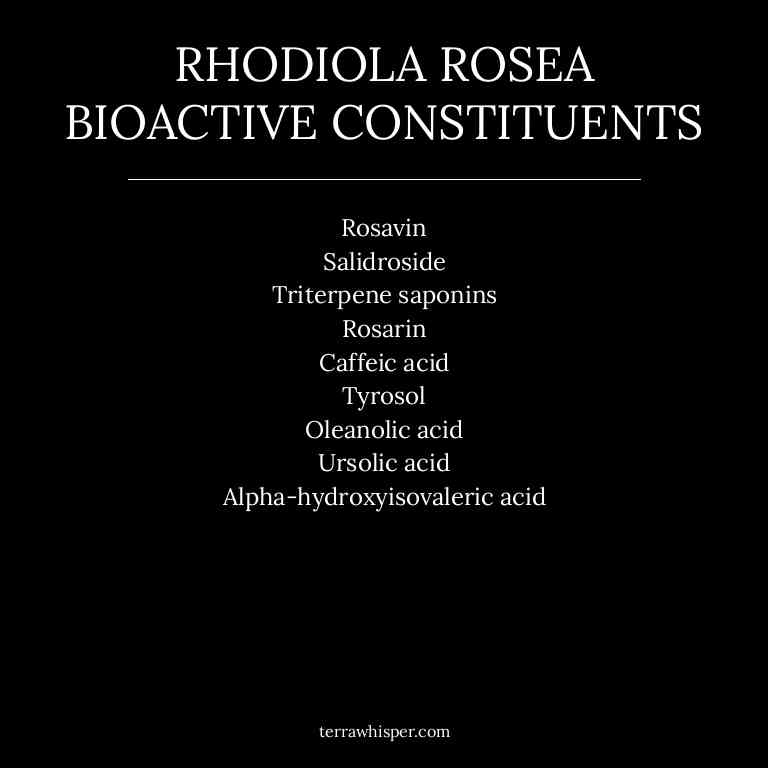 RHODIOLA ROSEA
BIOACTIVE CONSTITUENTS
Rosavin
Salidroside
Triterpene saponins
Rosarin
Caffeic acid
Tyrosol
Oleanolic acid
Ursolic acid
Alpha-hydroxyisovaleric acid
terrawhisper.com